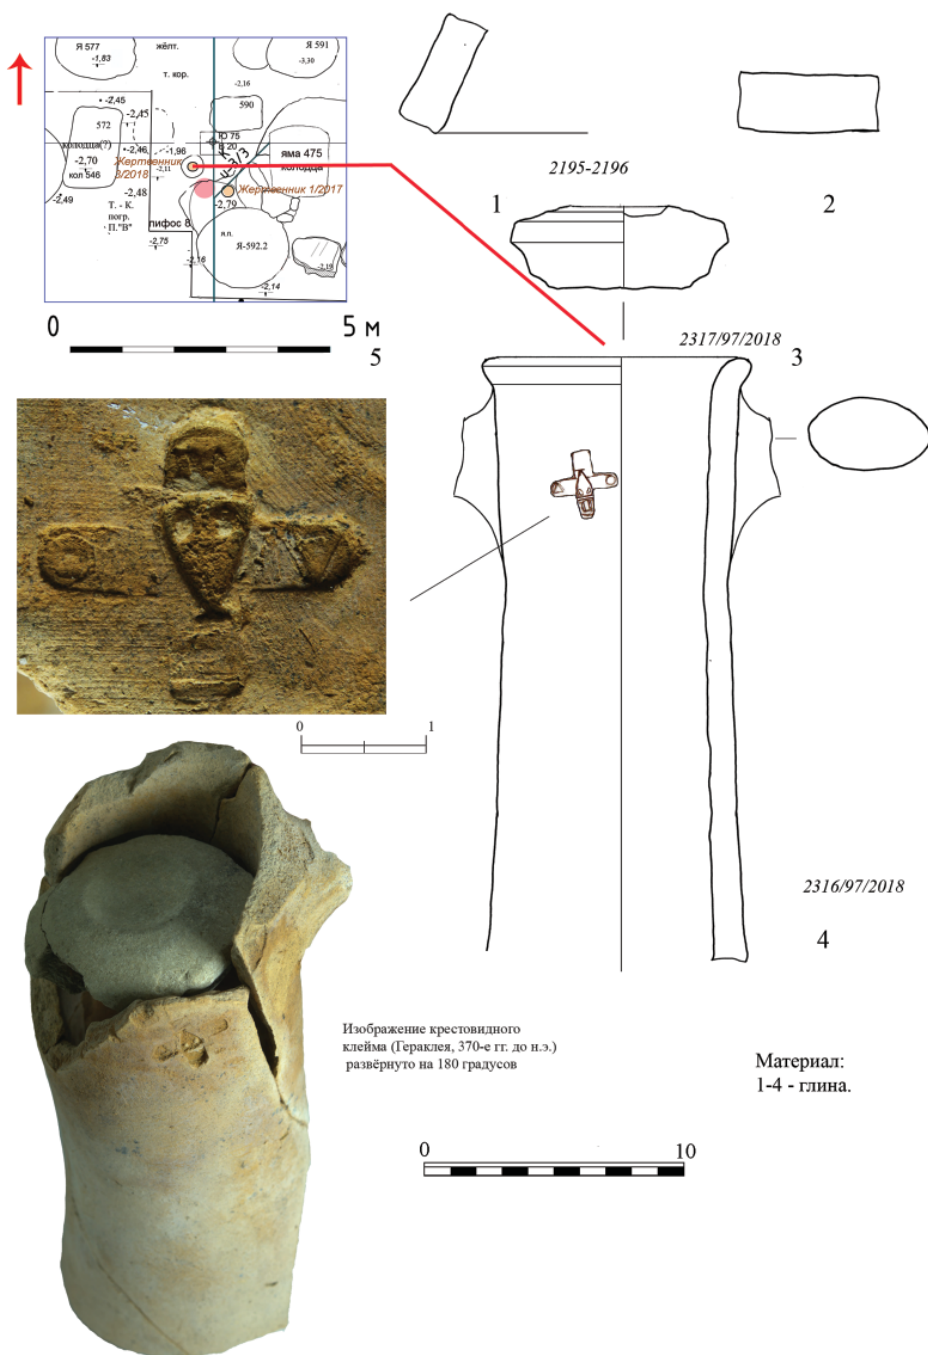 Я 577
жёлт.
Я 591
-1,83
-3,30
т. кор.
-2,16
-2,45
-2,45
590
572
Ю 75
колодца(?)
-2,46
-1,96
В 20
яма 475
-2,70
Жертвенник
колодца
кол 546
3/2018
-2,11
Жертвенник 1/2017
-2,48
-2,49
-2,79
Т. - К.
погр.
П."В"
пифос 8
я.п.
-2,75
Я-592.2
-2,16
-2,19
-2,14
0
5 м
5
2195-2196
1
2
2317/97/2018
3
0
1
2316/97/2018
4
Изображение крестовидного
клейма (Гераклея, 370-е гг. до н.э.)
развёрнуто на 180 градусов
Материал:
1-4 - глина.
0
10